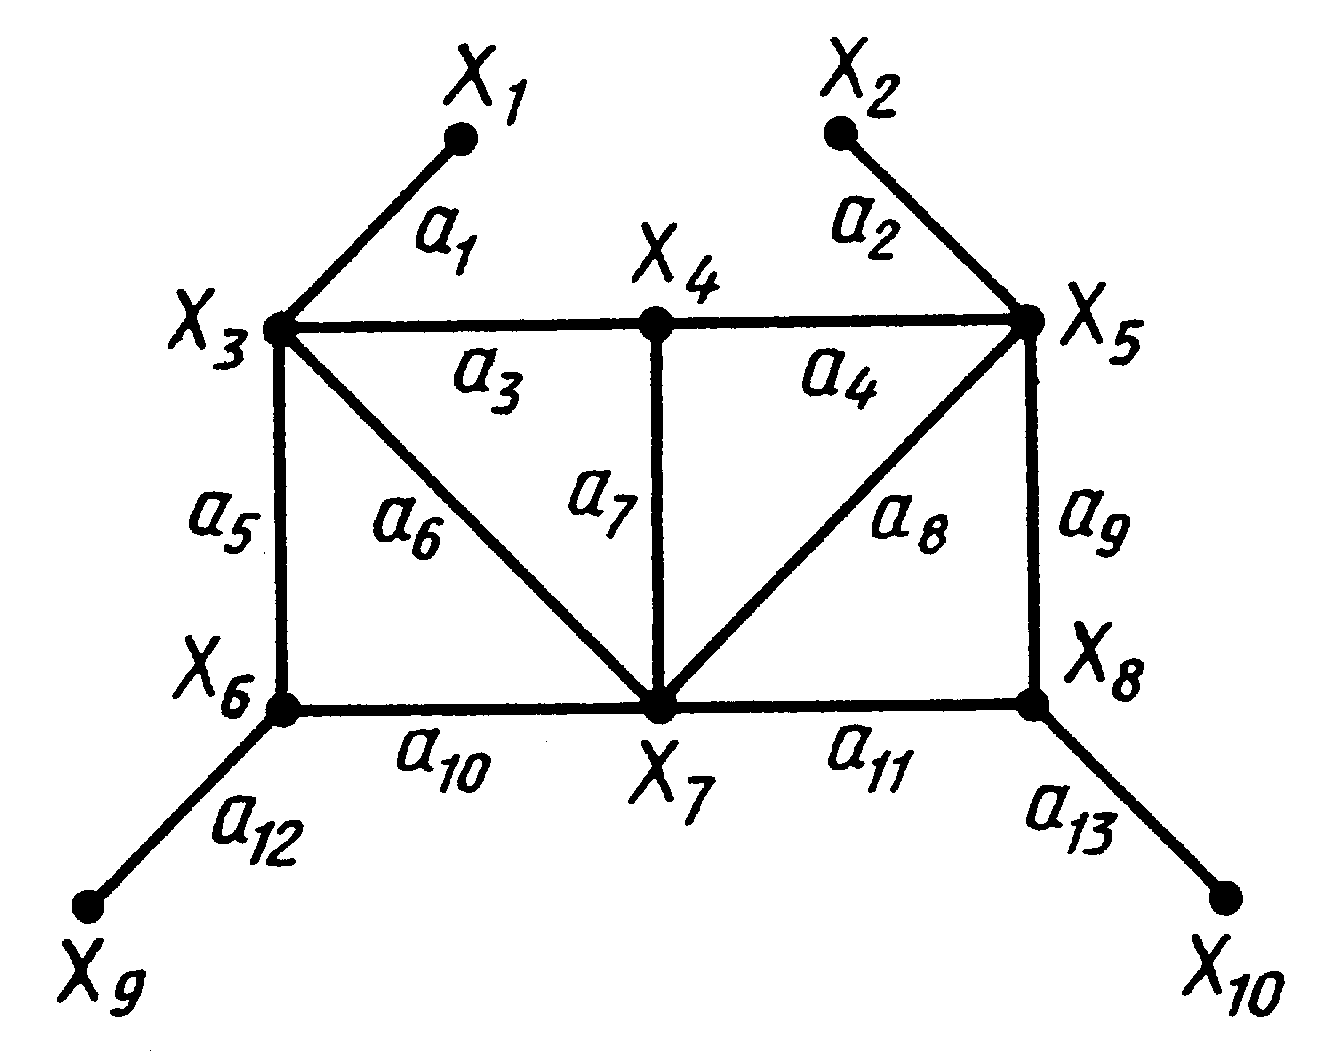 X₁ X₂
a₁ a₂
X₃ X₄ X₅
a₃ a₄
a₅ a₆ a₇ a₈ a₉
X₆ X₈
a₁₀ X₇ a₁₁
a₁₂ a₁₃
X₉ X₁₀